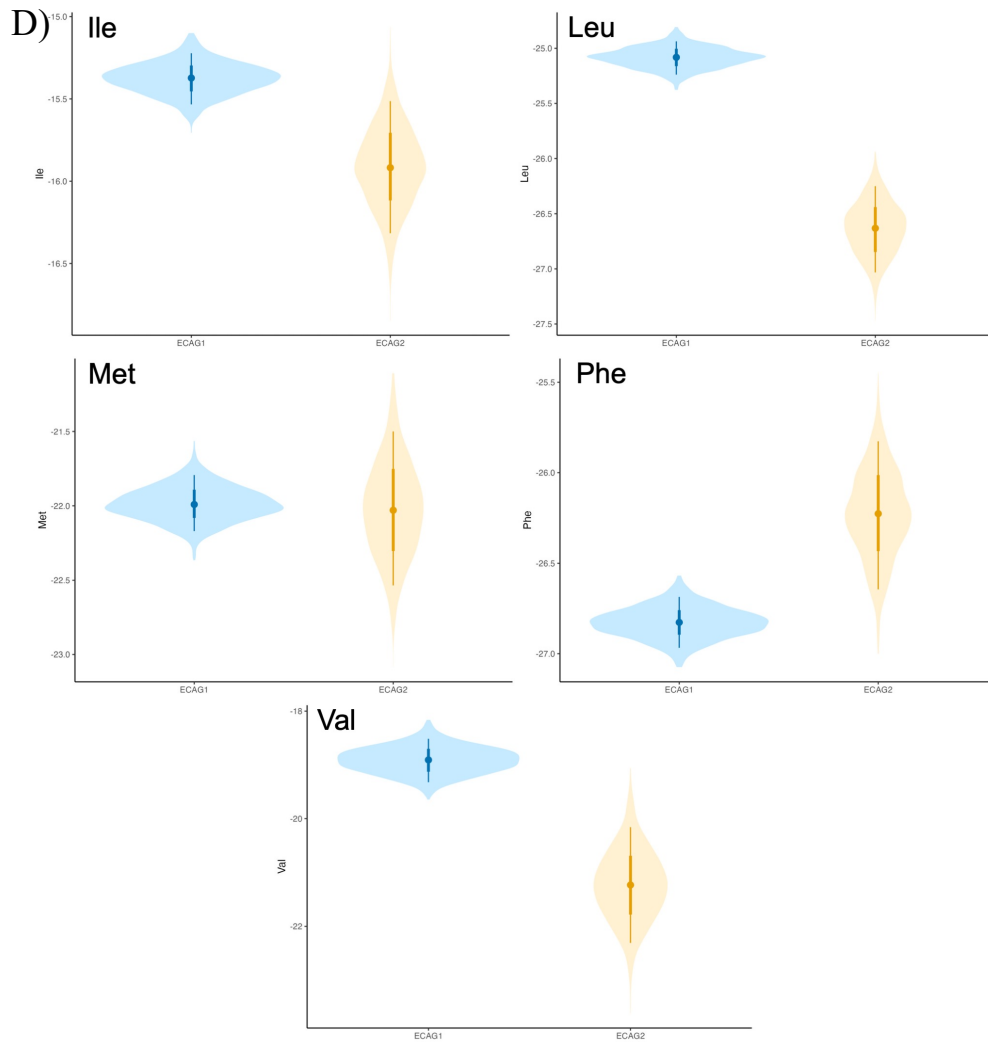 D)
Ile
-15.0
-15.5
-16.0
-16.5
Ile
ECAG1 ECAG2
Leu
-25.0
-25.5
-26.0
-26.5
-27.0
-27.5
Leu
ECAG1 ECAG2
Met
-21.5
-22.0
-22.5
-23.0
Met
ECAG1 ECAG2
Phe
-25.5
-26.0
-26.5
-27.0
Phe
ECAG1 ECAG2
Val
-18
-20
-22
Val
ECAG1 ECAG2